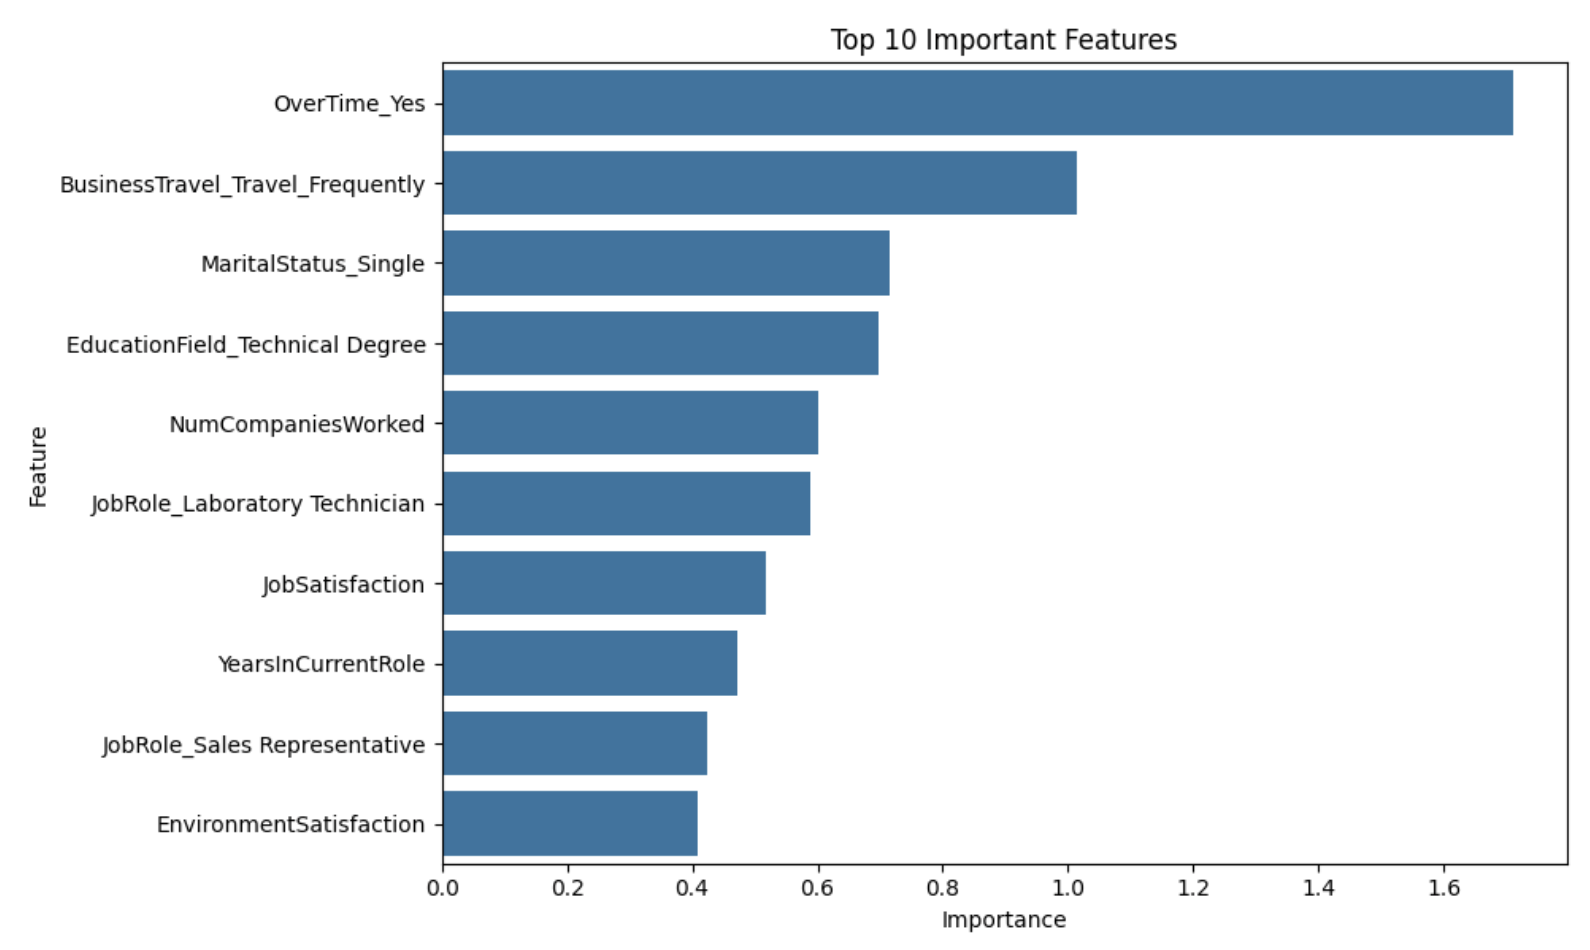 Top 10 Important Features
OverTime_Yes
BusinessTravel_Travel_Frequently
MaritalStatus_Single
EducationField_Technical Degree
NumCompaniesWorked
JobRole_Laboratory Technician
JobSatisfaction
YearsInCurrentRole
JobRole_Sales Representative
EnvironmentSatisfaction
Feature
0.0 0.2 0.4 0.6 0.8 1.0 1.2 1.4 1.6
Importance